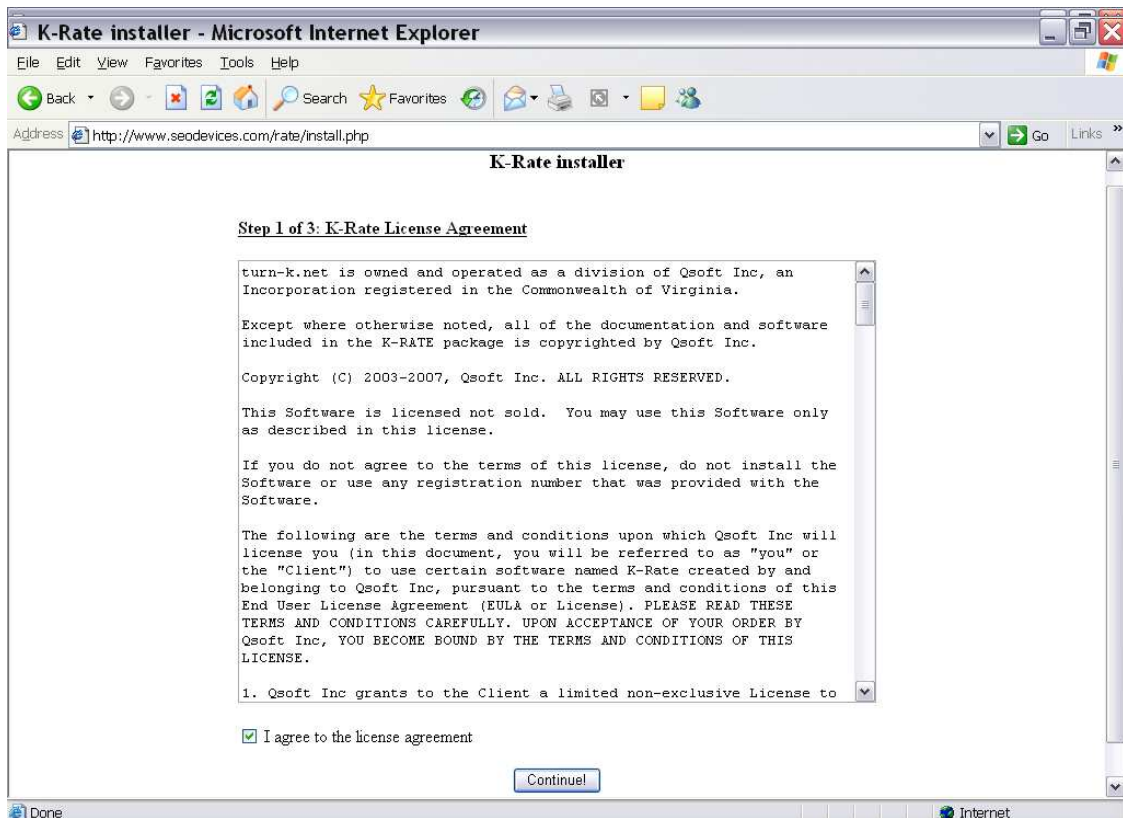 K-Rate installer - Microsoft Internet Explorer
File Edit View Favorites Tools Help
Back Search Favorites
Address http://www.seodevices.com/rate/install.php Go Links »
K-Rate installer
Step 1 of 3: K-Rate License Agreement
turn-k.net is owned and operated as a division of Qsoft Inc, an
Incorporation registered in the Commonwealth of Virginia.
Except where otherwise noted, all of the documentation and software
included in the K-RATE package is copyrighted by Qsoft Inc.
Copyright (C) 2003-2007, Qsoft Inc. ALL RIGHTS RESERVED.
This Software is licensed not sold.  You may use this Software only
as described in this license.
If you do not agree to the terms of this license, do not install the
Software or use any registration number that was provided with the
Software.
The following are the terms and conditions upon which Qsoft Inc will
license you (in this document, you will be referred to as "you" or
the "Client") to use certain software named K-Rate created by and
belonging to Qsoft Inc, pursuant to the terms and conditions of this
End User License Agreement (EULA or License). PLEASE READ THESE
TERMS AND CONDITIONS CAREFULLY. UPON ACCEPTANCE OF YOUR ORDER BY
Qsoft Inc, YOU BECOME BOUND BY THE TERMS AND CONDITIONS OF THIS
LICENSE.
1. Qsoft Inc grants to the Client a limited non-exclusive License to
I agree to the license agreement
Continue!
Done Internet